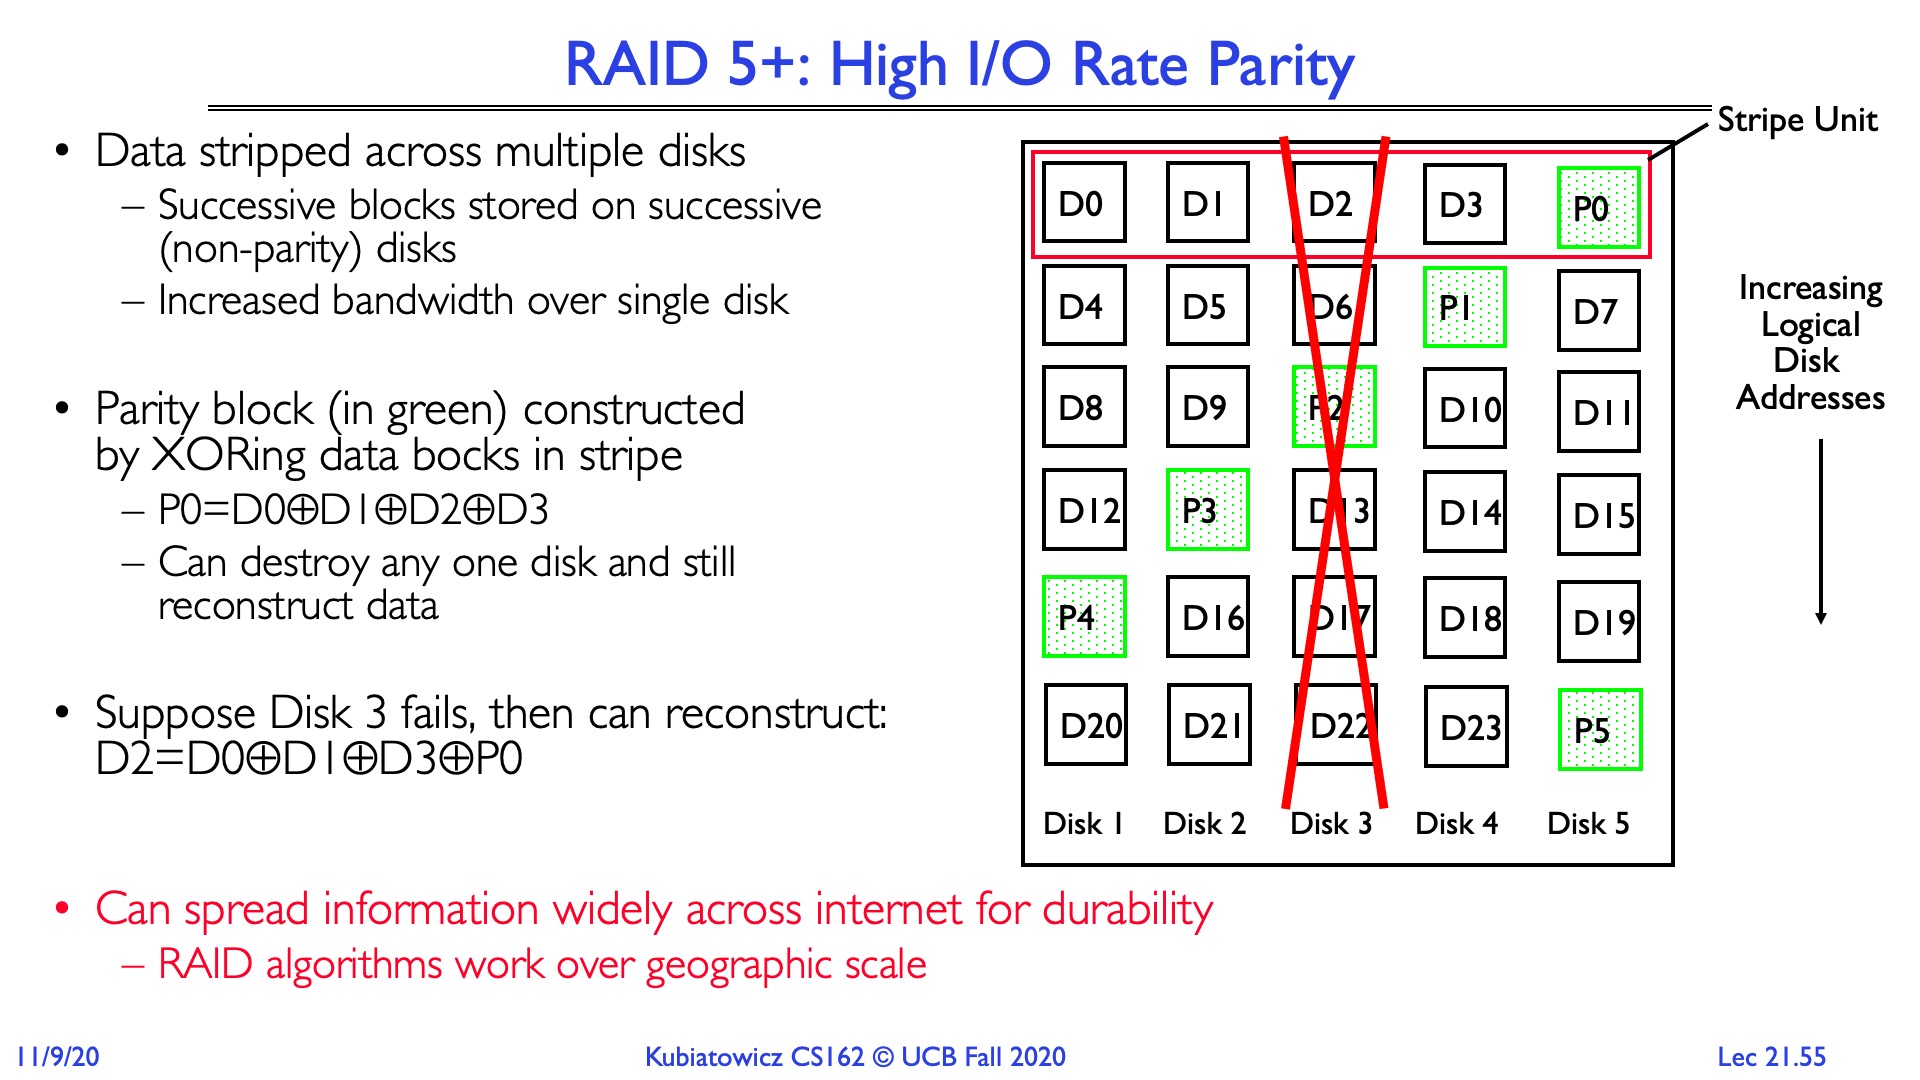 RAID 5+: High I/O Rate Parity
• Data stripped across multiple disks
– Successive blocks stored on successive
(non-parity) disks
– Increased bandwidth over single disk
• Parity block (in green) constructed
by XORing data bocks in stripe
– P0=D0⊕D1⊕D2⊕D3
– Can destroy any one disk and still
reconstruct data
• Suppose Disk 3 fails, then can reconstruct:
D2=D0⊕D1⊕D3⊕P0
• Can spread information widely across internet for durability
– RAID algorithms work over geographic scale
Stripe Unit
D0 D1 D2 D3 P0
D4 D5 D6 P1 D7
D8 D9 P2 D10 D11
D12 P3 D13 D14 D15
P4 D16 D17 D18 D19
D20 D21 D22 D23 P5
Disk 1 Disk 2 Disk 3 Disk 4 Disk 5
Increasing
Logical
Disk
Addresses
11/9/20
Kubiatowicz CS162 © UCB Fall 2020
Lec 21.55